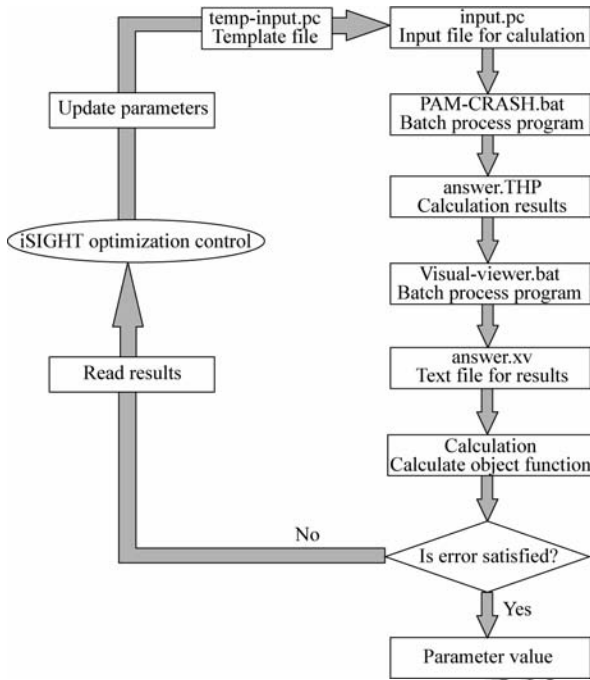 temp-input.pc
Template file
input.pc
Input file for calulation
Update parameters
PAM-CRASH.bat
Batch process program
answer.THP
Calculation results
iSIGHT optimization control
Visual-viewer.bat
Batch process program
answer.xv
Text file for results
Read results
Calculation
Calculate object function
No
Is error satisfied?
Yes
Parameter value